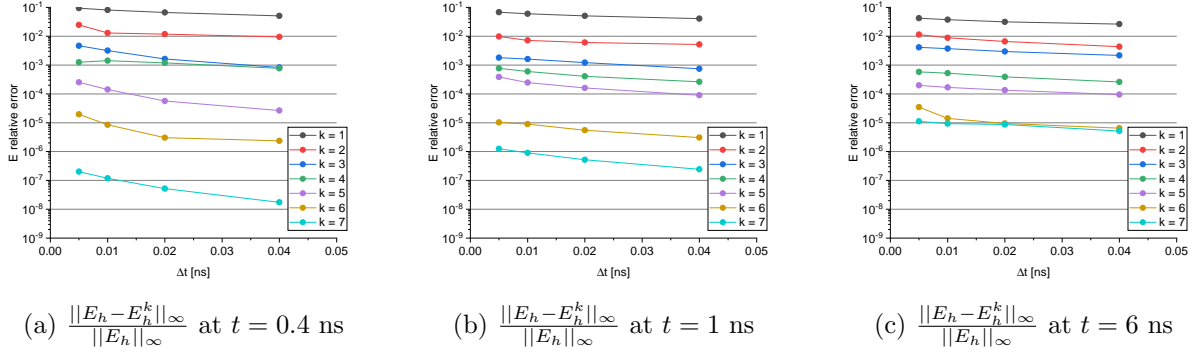 E relative error
10^-1
10^-2
10^-3
10^-4
10^-5
10^-6
10^-7
10^-8
10^-9
0.00 0.01 0.02 0.03 0.04 0.05
Δt [ns]
k = 1
k = 2
k = 3
k = 4
k = 5
k = 6
k = 7
(a) \frac{||E_h-E_h^k||_∞}{||E_h||_∞} at t = 0.4 ns
E relative error
10^-1
10^-2
10^-3
10^-4
10^-5
10^-6
10^-7
10^-8
10^-9
0.00 0.01 0.02 0.03 0.04 0.05
Δt [ns]
k = 1
k = 2
k = 3
k = 4
k = 5
k = 6
k = 7
(b) \frac{||E_h-E_h^k||_∞}{||E_h||_∞} at t = 1 ns
E relative error
10^-1
10^-2
10^-3
10^-4
10^-5
10^-6
10^-7
10^-8
10^-9
0.00 0.01 0.02 0.03 0.04 0.05
Δt [ns]
k = 1
k = 2
k = 3
k = 4
k = 5
k = 6
k = 7
(c) \frac{||E_h-E_h^k||_∞}{||E_h||_∞} at t = 6 ns